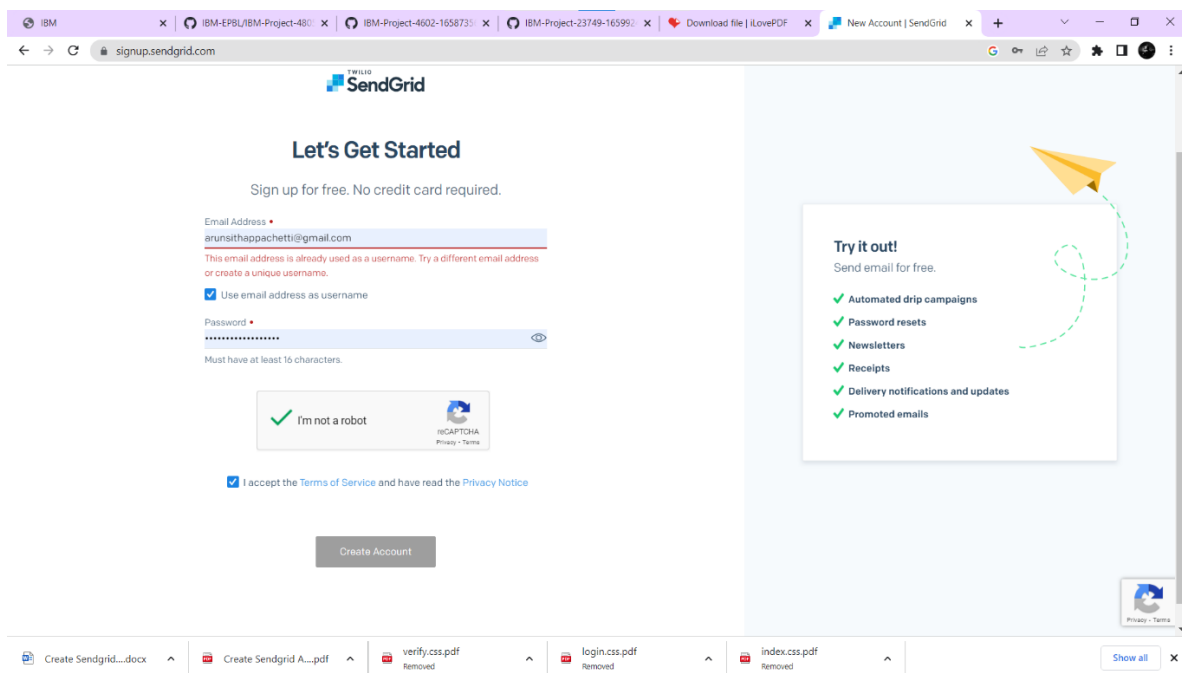 IBM
IBM-EPBL/IBM-Project-480
IBM-Project-4602-1658735
IBM-Project-23749-165992
Download file | iLovePDF
New Account | SendGrid
signup.sendgrid.com
TWILIO
SendGrid
Let's Get Started
Sign up for free. No credit card required.
Email Address
arunsithappachetti@gmail.com
This email address is already used as a username. Try a different email address
or create a unique username.
Use email address as username
Password
Must have at least 16 characters.
I'm not a robot
reCAPTCHA
Privacy - Terms
I accept the Terms of Service and have read the Privacy Notice
Create Account
Try it out!
Send email for free.
Automated drip campaigns
Password resets
Newsletters
Receipts
Delivery notifications and updates
Promoted emails
Privacy - Terms
Create Sendgrid....docx
Create Sendgrid A....pdf
verify.css.pdf
Removed
login.css.pdf
Removed
index.css.pdf
Removed
Show all